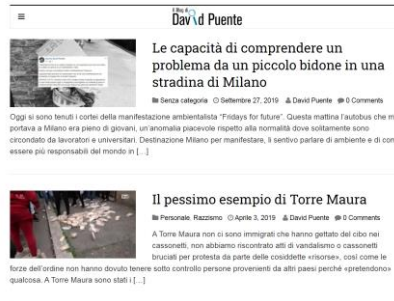 Il Blog di
David Puente
Le capacità di comprendere un
problema da un piccolo bidone in una
stradina di Milano
Senza categoria Settembre 27, 2019 David Puente 0 Comments
Oggi si sono tenuti i cortei della manifestazione ambientalista "Fridays for future". Questa mattina l'autobus che m
portava a Milano era pieno di giovani, un'anomalia piacevole rispetto alla normalità dove solitamente sono
circondato da lavoratori e universitari. Destinazione Milano per manifestare, li sentivo parlare di ambiente e di con
essere più responsabili del mondo in [...]
Il pessimo esempio di Torre Maura
Personale, Razzismo Aprile 3, 2019 David Puente 0 Comments
A Torre Maura non ci sono immigrati che hanno gettato del cibo nei
cassonetti, non abbiamo riscontrato atti di vandalismo o cassonetti
bruciati per protesta da parte delle cosiddette «risorse», così come le
forze dell'ordine non hanno dovuto tenere sotto controllo persone provenienti da altri paesi perché «pretendono»
qualcosa. A Torre Maura sono stati i [...]